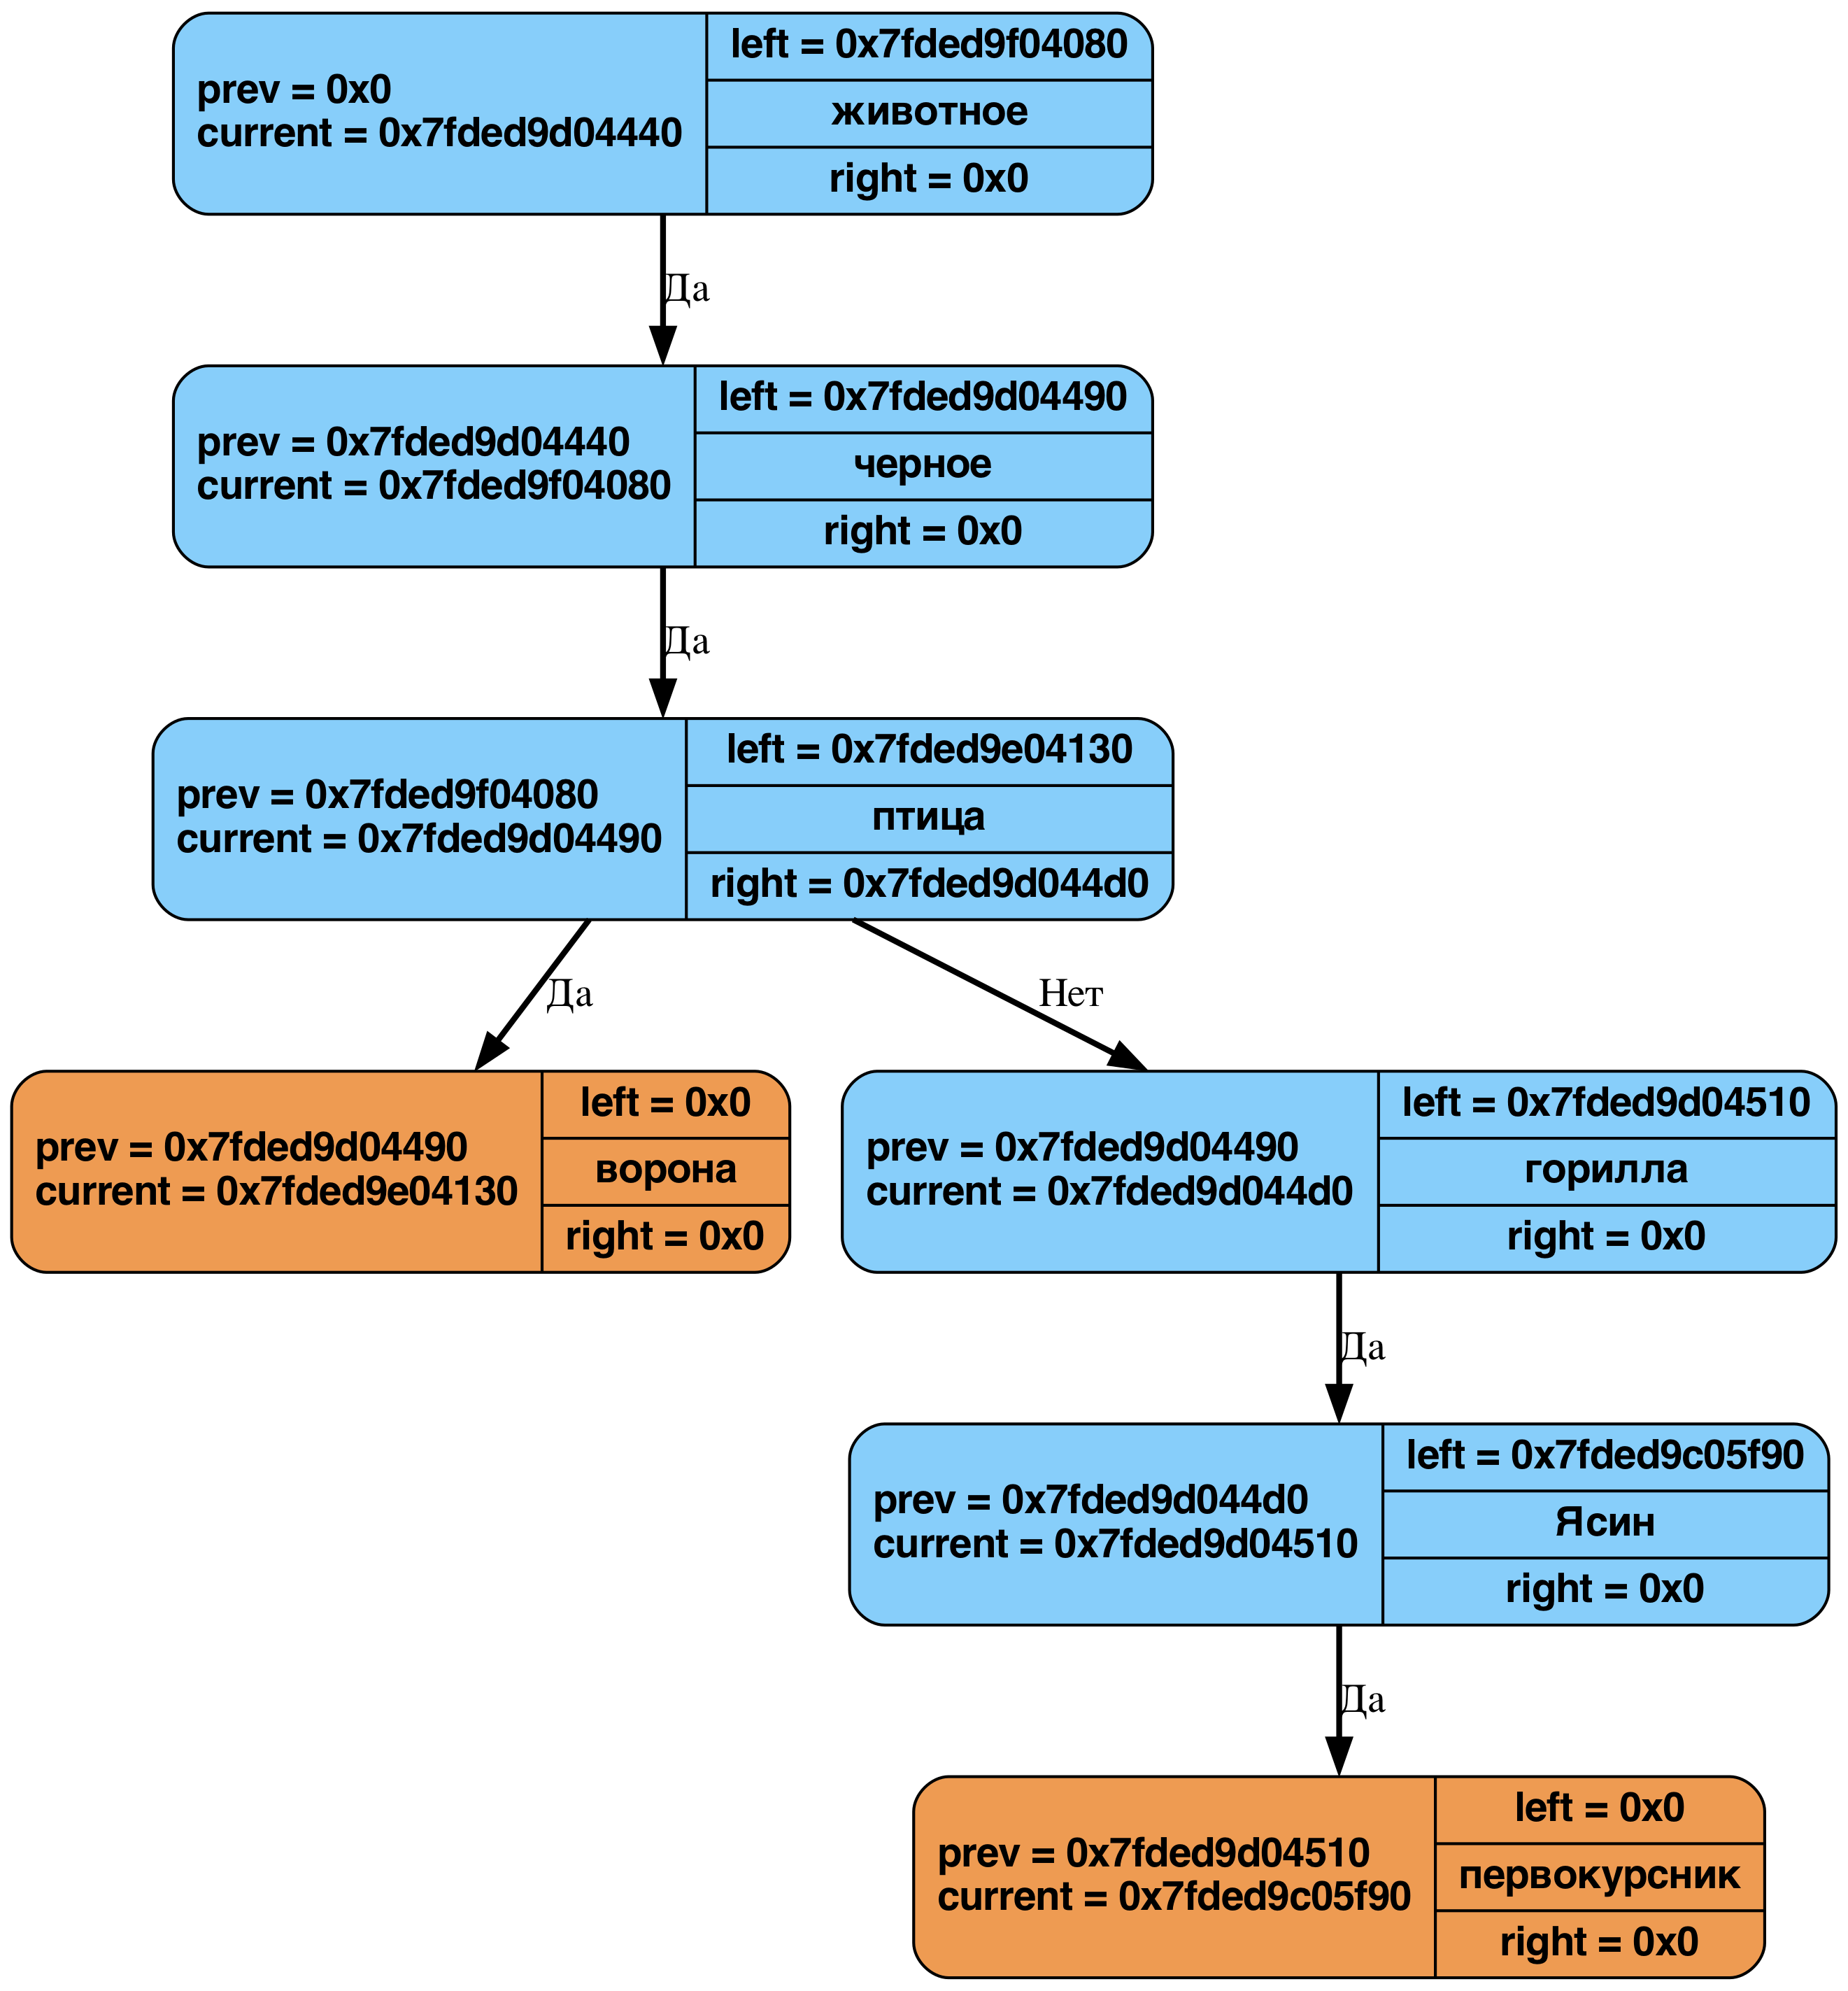 prev = 0x0
current = 0x7fded9d04440
left = 0x7fded9f04080
животное
right = 0x0
Да
prev = 0x7fded9d04440
current = 0x7fded9f04080
left = 0x7fded9d04490
черное
right = 0x0
Да
prev = 0x7fded9f04080
current = 0x7fded9d04490
left = 0x7fded9e04130
птица
right = 0x7fded9d044d0
Да
Нет
prev = 0x7fded9d04490
current = 0x7fded9e04130
left = 0x0
ворона
right = 0x0
prev = 0x7fded9d04490
current = 0x7fded9d044d0
left = 0x7fded9d04510
горилла
right = 0x0
Да
prev = 0x7fded9d044d0
current = 0x7fded9d04510
left = 0x7fded9c05f90
Ясин
right = 0x0
Да
prev = 0x7fded9d04510
current = 0x7fded9c05f90
left = 0x0
первокурсник
right = 0x0